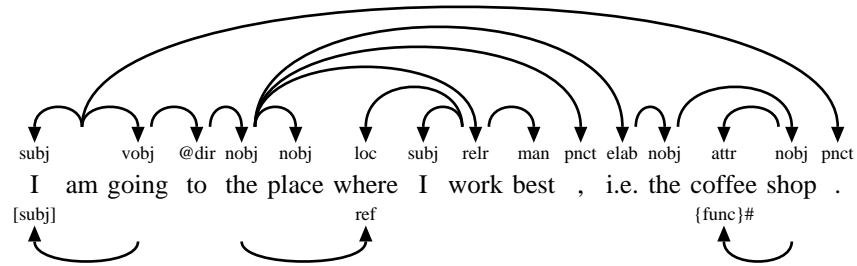 subj vobj @dir nobj nobj loc subj relr man pnct elab nobj attr nobj pnct
I am going to the place where I work best , i.e. the coffee shop .
[subj] ref {func}#